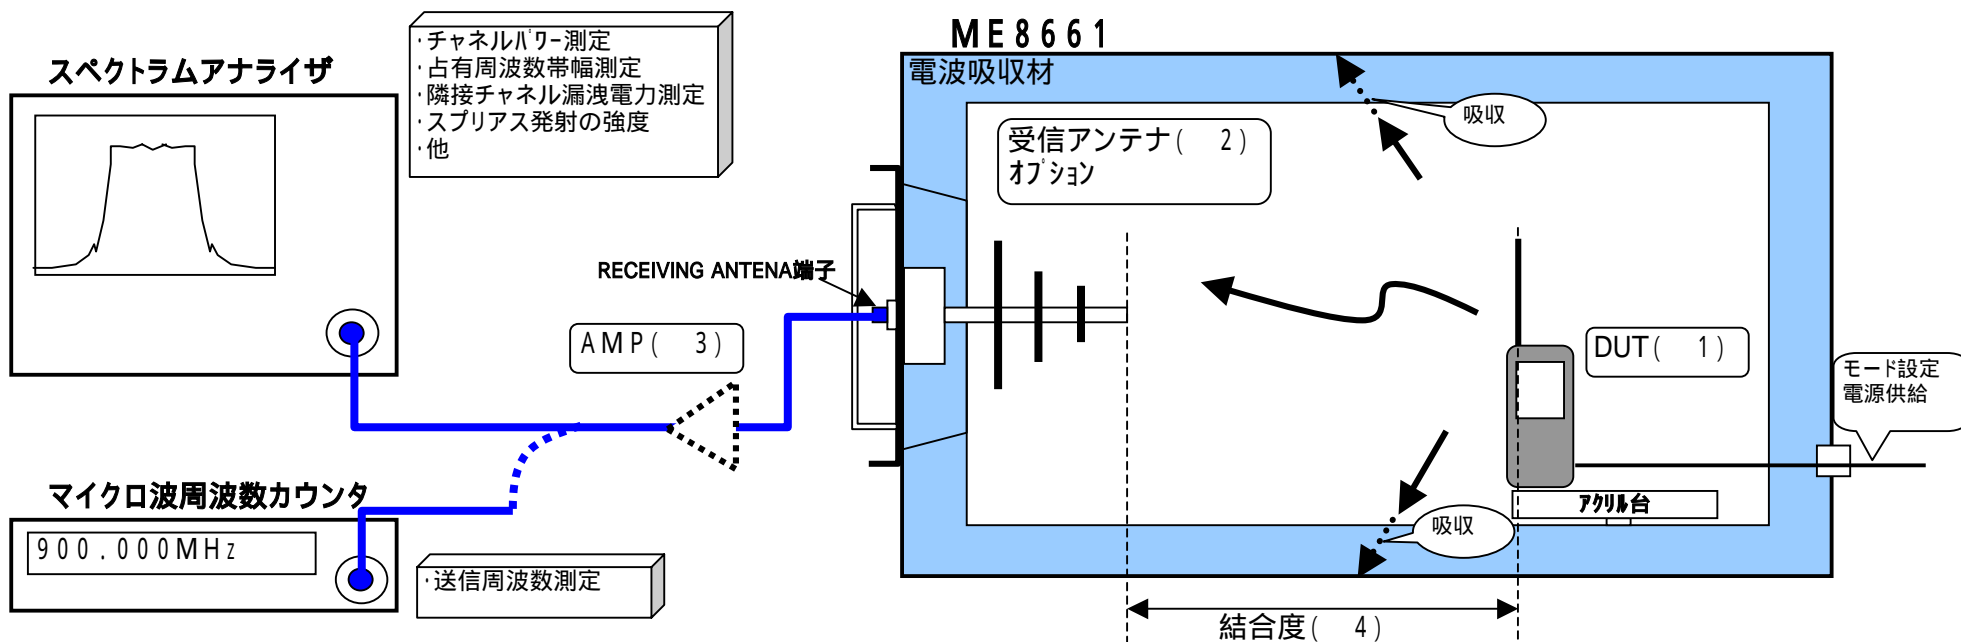 ME8661
スペクトラムアナライザ
・チャネルパワー測定
・占有周波数帯幅測定
・隣接チャネル漏洩電力測定
・スプリアス発射の強度
・他
電波吸収材
吸収
受信アンテナ( 2)
オプション
RECEIVING ANTENA端子
AMP( 3)
DUT( 1)
モード設定
電源供給
マイクロ波周波数カウンタ
900.000MHz
・送信周波数測定
アクリル台
吸収
結合度( 4)